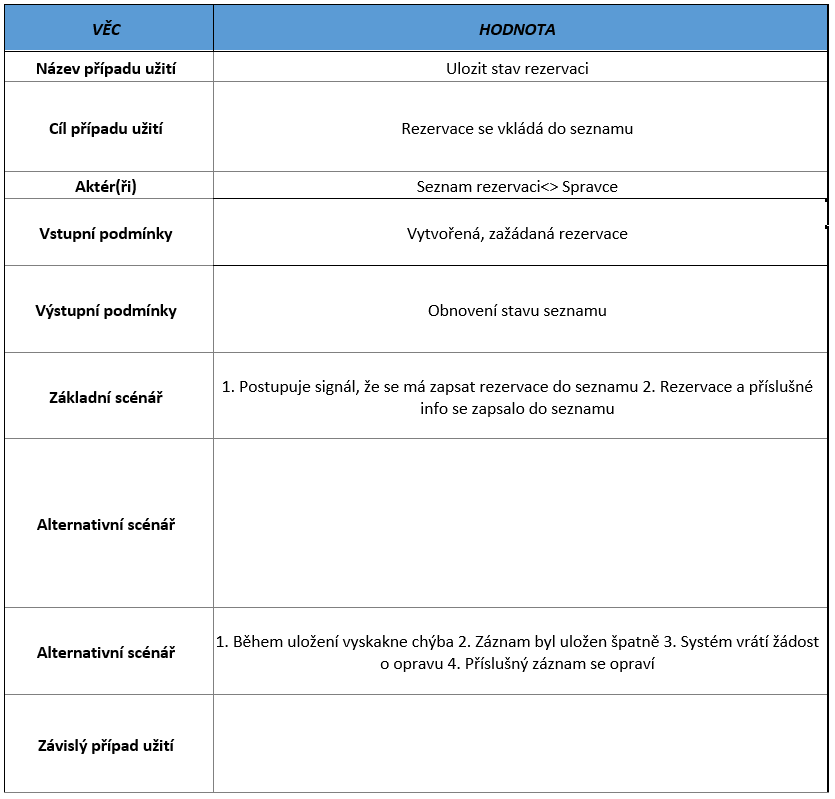 VĚC HODNOTA
Název případu užití Ulozit stav rezervaci
Cíl případu užití Rezervace se vkládá do seznamu
Aktér(ři) Seznam rezervaci<> Spravce
Vstupní podmínky Vytvořená, zažádaná rezervace
Výstupní podmínky Obnovení stavu seznamu
Základní scénář 1. Postupuje signál, že se má zapsat rezervace do seznamu 2. Rezervace a příslušné
info se zapsalo do seznamu
Alternativní scénář
Alternativní scénář 1. Během uložení vyskakne chýba 2. Záznam byl uložen špatně 3. Systém vrátí žádost
o opravu 4. Příslušný záznam se opraví
Závislý případ užití